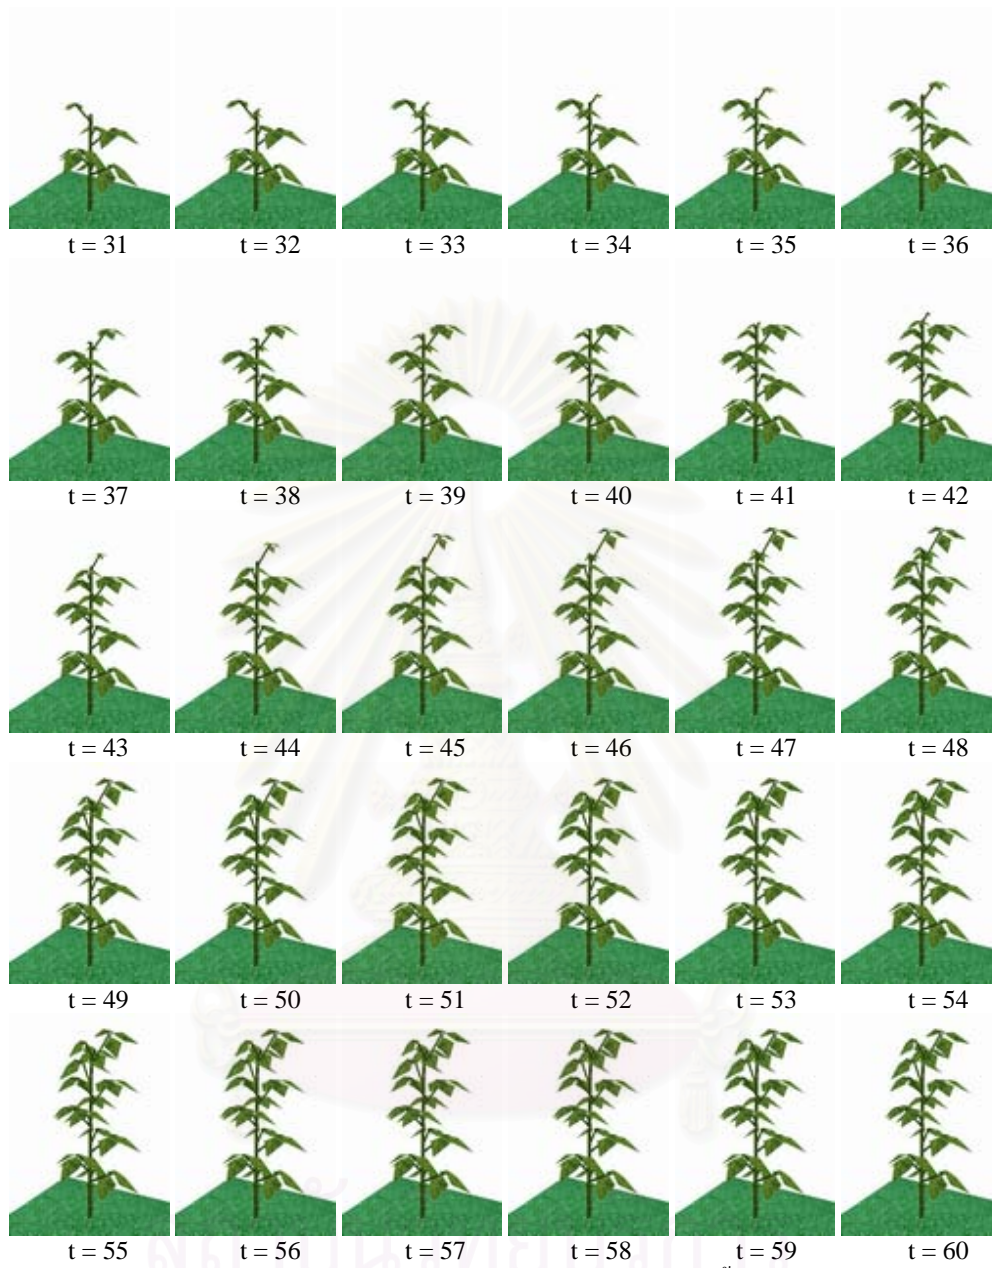 t = 31 t = 32 t = 33 t = 34 t = 35 t = 36
t = 37 t = 38 t = 39 t = 40 t = 41 t = 42
t = 43 t = 44 t = 45 t = 46 t = 47 t = 48
t = 49 t = 50 t = 51 t = 52 t = 53 t = 54
t = 55 t = 56 t = 57 t = 58 t = 59 t = 60